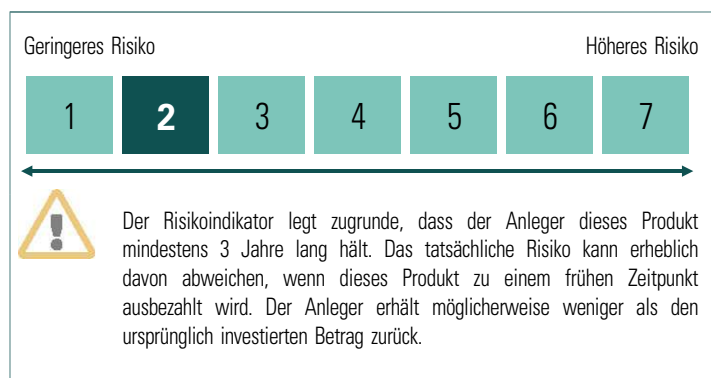 Geringeres Risiko Höheres Risiko
1 2 3 4 5 6 7
Der Risikoindikator legt zugrunde, dass der Anleger dieses Produkt
mindestens 3 Jahre lang hält. Das tatsächliche Risiko kann erheblich
davon abweichen, wenn dieses Produkt zu einem frühen Zeitpunkt
ausbezahlt wird. Der Anleger erhält möglicherweise weniger als den
ursprünglich investierten Betrag zurück.